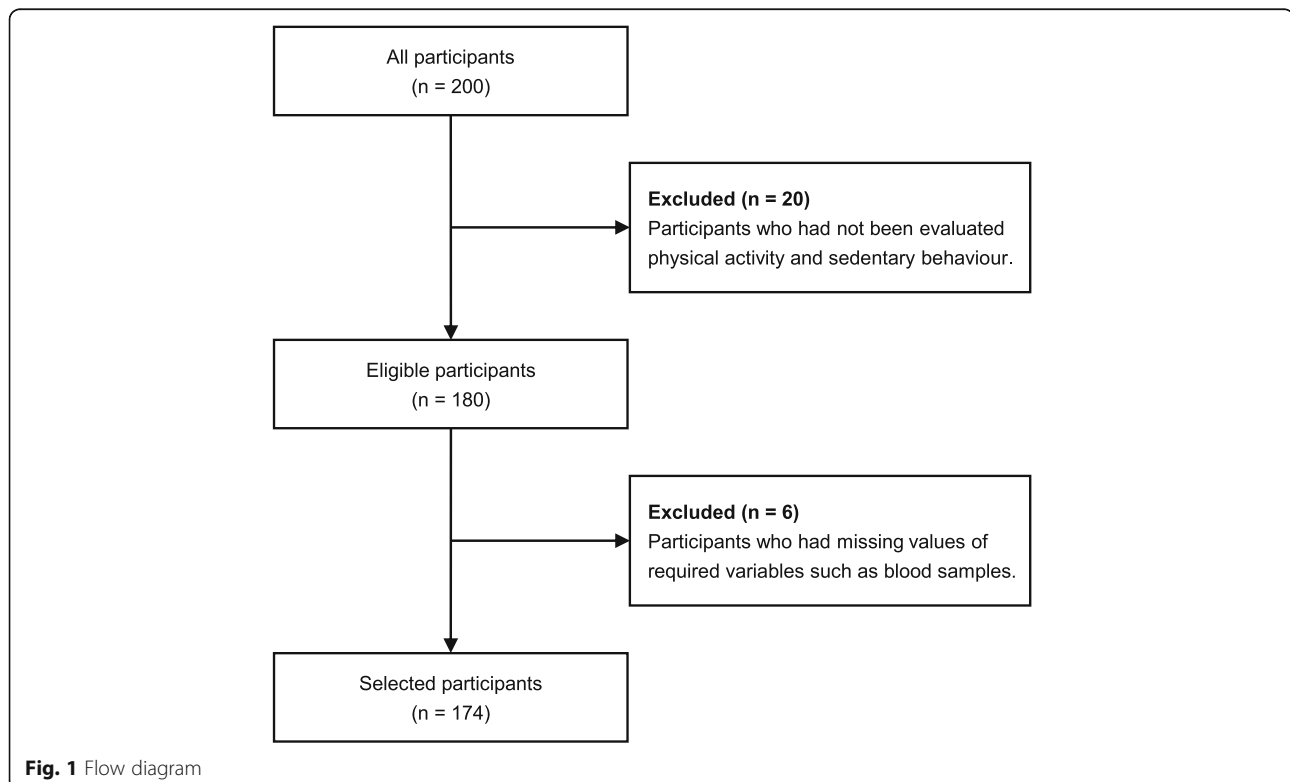 All participants
(n = 200)
Excluded (n = 20)
Participants who had not been evaluated
physical activity and sedentary behaviour.
Eligible participants
(n = 180)
Excluded (n = 6)
Participants who had missing values of
required variables such as blood samples.
Selected participants
(n = 174)
Fig. 1 Flow diagram